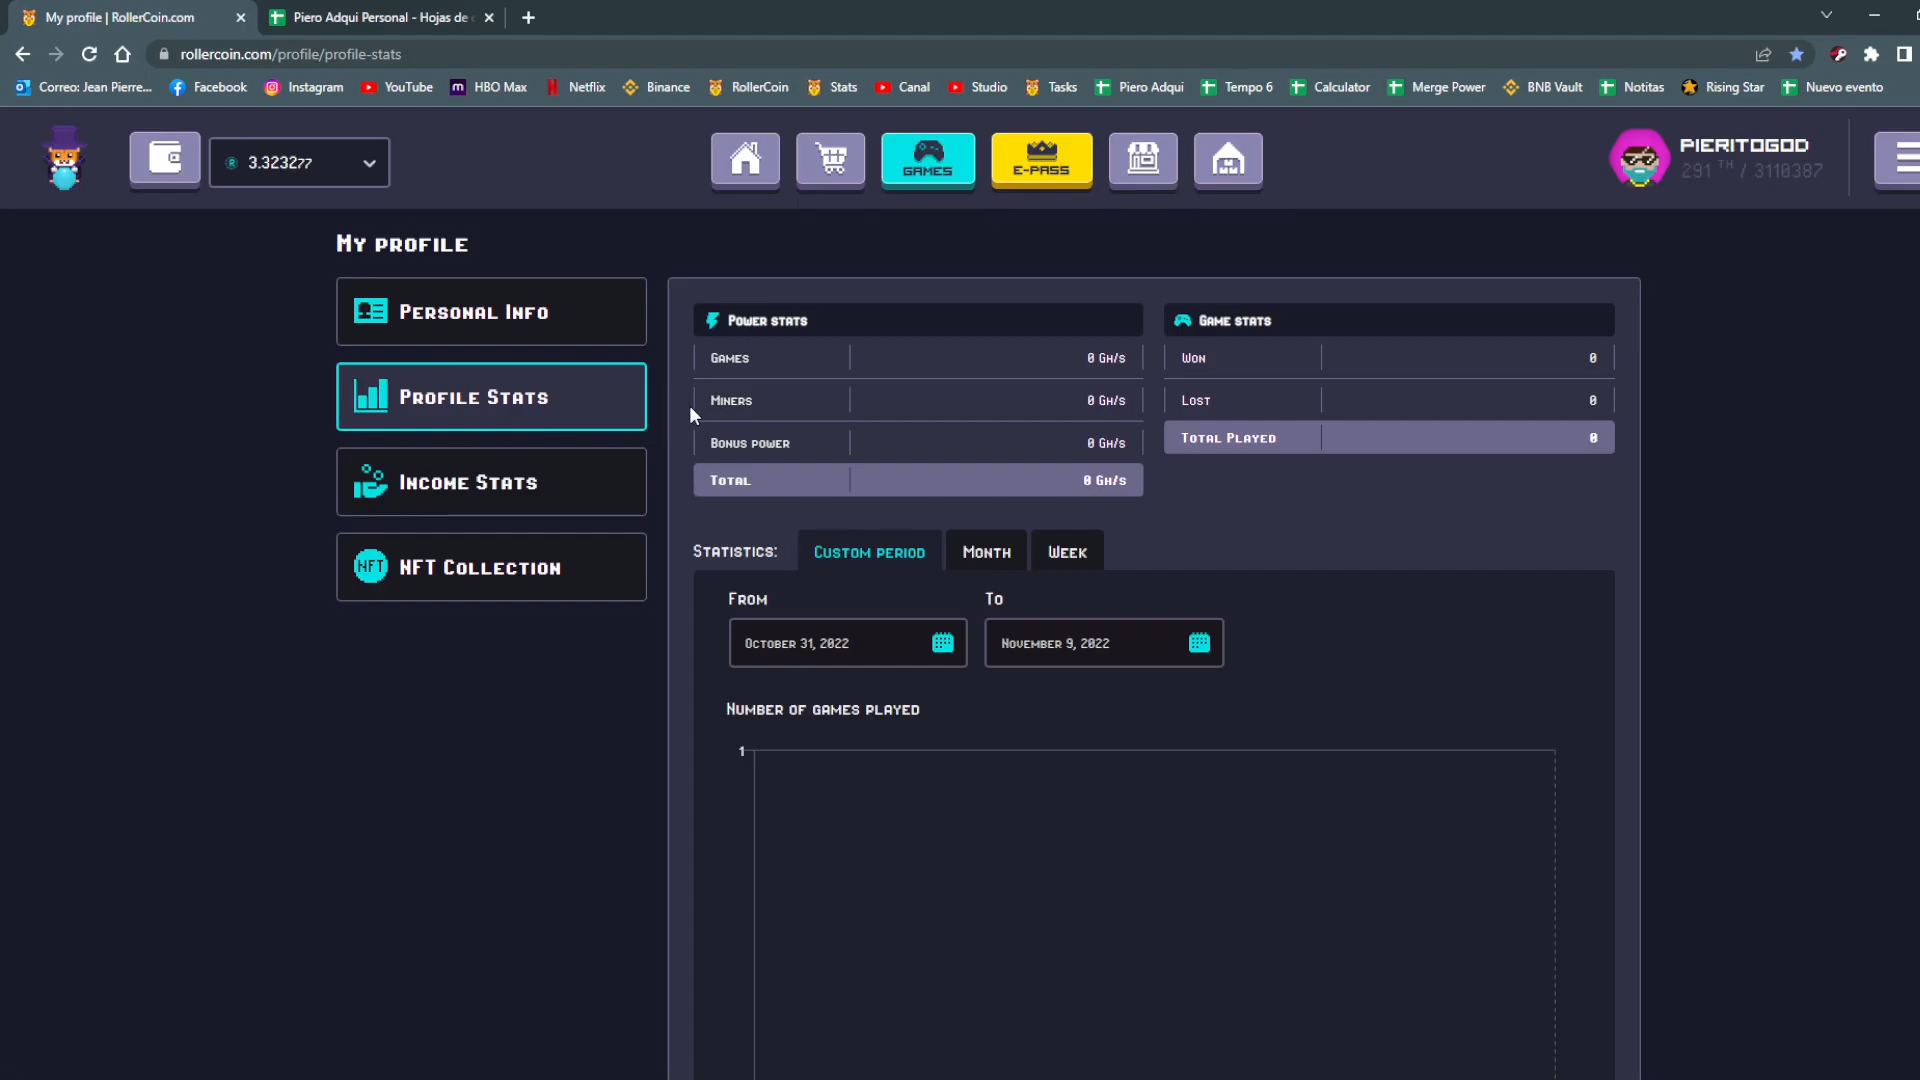 My profile | RollerCoin.com
Piero Adqui Personal - Hojas de
rollercoin.com/profile/profile-stats
Correo: Jean Pierre... Facebook Instagram YouTube HBO Max Netflix Binance RollerCoin Stats Canal Studio Tasks Piero Adqui Tempo 6 Calculator Merge Power BNB Vault Notitas Rising Star Nuevo evento
3.323277
GAMES
E-PASS
PIERITOGOD
291 TH / 3110387
My profile
Personal Info
Profile Stats
Income Stats
NFT NFT Collection
Power stats
Games 0 Gh/s
Miners 0 Gh/s
Bonus power 0 Gh/s
Total 0 Gh/s
Game stats
Won 0
Lost 0
Total Played 0
Statistics: Custom period Month Week
From To
October 31, 2022 November 9, 2022
Number of games played
1